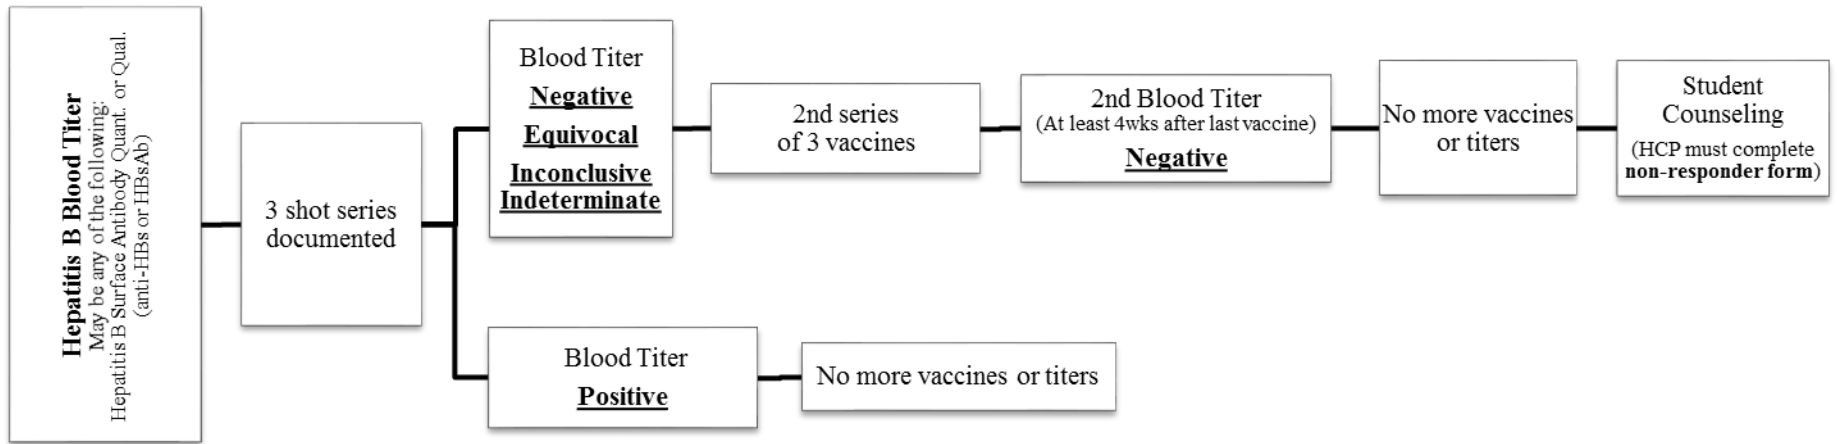 Hepatitis B Blood Titer
May be any of the following:
Hepatitis B Surface Antibody Quant. or Qual.
(anti-HBs or HBsAb)
3 shot series
documented
Blood Titer
Negative
Equivocal
Inconclusive
Indeterminate
2nd series
of 3 vaccines
2nd Blood Titer
(At least 4wks after last vaccine)
Negative
No more vaccines
or titers
Student
Counseling
(HCP must complete
non-responder form)
Blood Titer
Positive
No more vaccines or titers